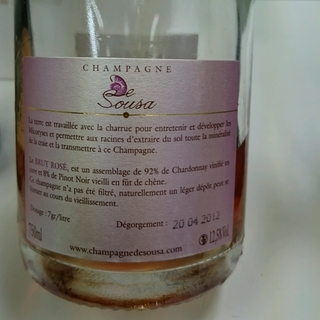 CHAMPAGNE
De
Sousa
La terre est travaillée avec la charrue pour entretenir et développer les
Mycoryzes et permettre aux racines d'extraire du sol toute la minéralité
de la craie et la transmettre à ce Champagne.
Le BRUT ROSÉ, est un assemblage de 92% de Chardonnay vinifié en
cuve et 8% de Pinot Noir vieilli en fût de chêne.
Ce champagne n'a pas été filtré, naturellement un léger dépôt peut se
former au cours du vieillissement.
Dosage : 7gr/litre
Dégorgement : 20 04 2012
750ml
12,5%Vol.
www.champagnedesousa.com